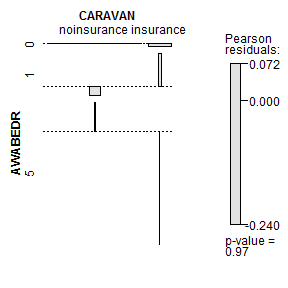 CARAVAN
noinsurance insurance
AWABEDR
0
1
5
Pearson
residuals:
0.072
0.000
-0.240
p-value =
0.97